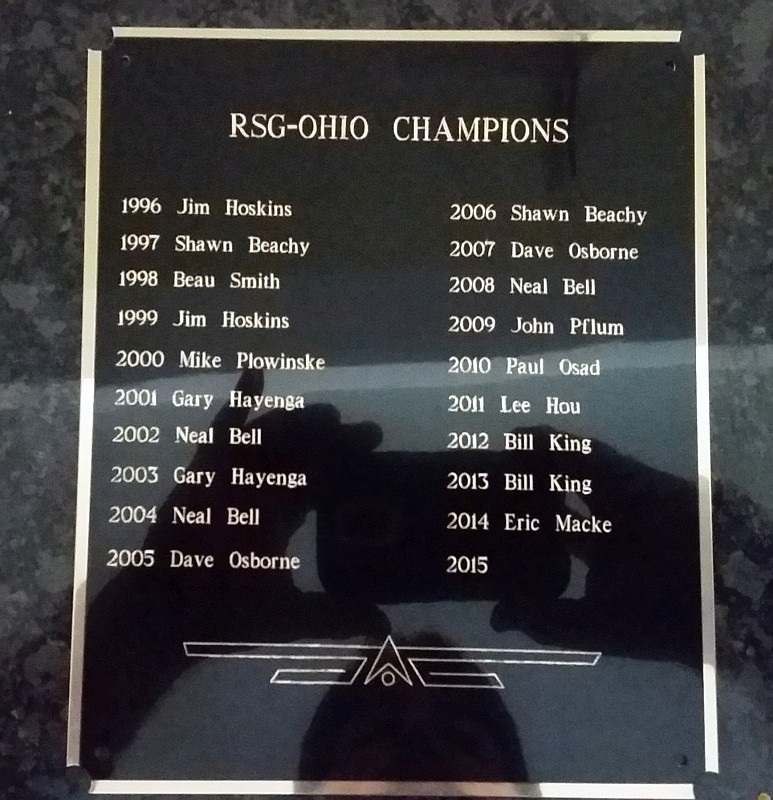 RSG-OHIO CHAMPIONS
1996 Jim Hoskins
1997 Shawn Beachy
1998 Beau Smith
1999 Jim Hoskins
2000 Mike Plowinske
2001 Gary Hayenga
2002 Neal Bell
2003 Gary Hayenga
2004 Neal Bell
2005 Dave Osborne
2006 Shawn Beachy
2007 Dave Osborne
2008 Neal Bell
2009 John Pflum
2010 Paul Osad
2011 Lee Hou
2012 Bill King
2013 Bill King
2014 Eric Macke
2015